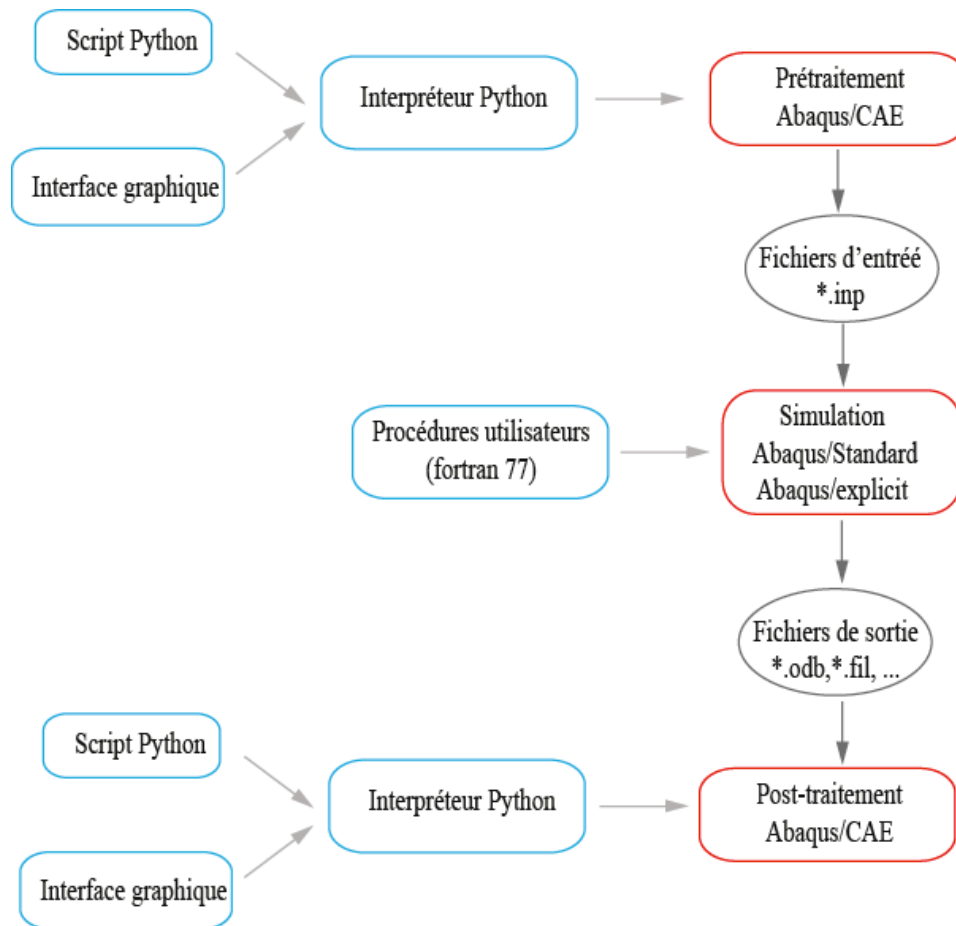 Script Python
Interface graphique
Interpréteur Python
Prétraitement
Abaqus/CAE
Fichiers d'entréé
*.inp
Procédures utilisateurs
(fortran 77)
Simulation
Abaqus/Standard
Abaqus/explicit
Fichiers de sortie
*.odb,*.fil, ...
Script Python
Interface graphique
Interpréteur Python
Post-traitement
Abaqus/CAE